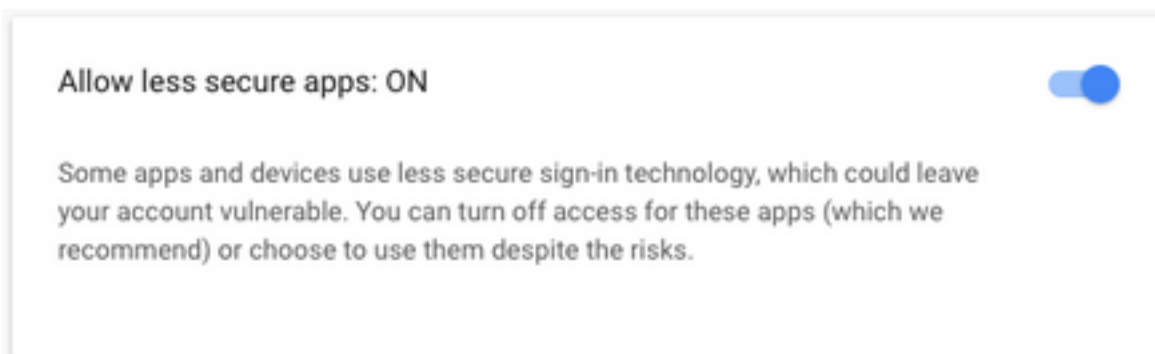 Allow less secure apps: ON
Some apps and devices use less secure sign-in technology, which could leave
your account vulnerable. You can turn off access for these apps (which we
recommend) or choose to use them despite the risks.